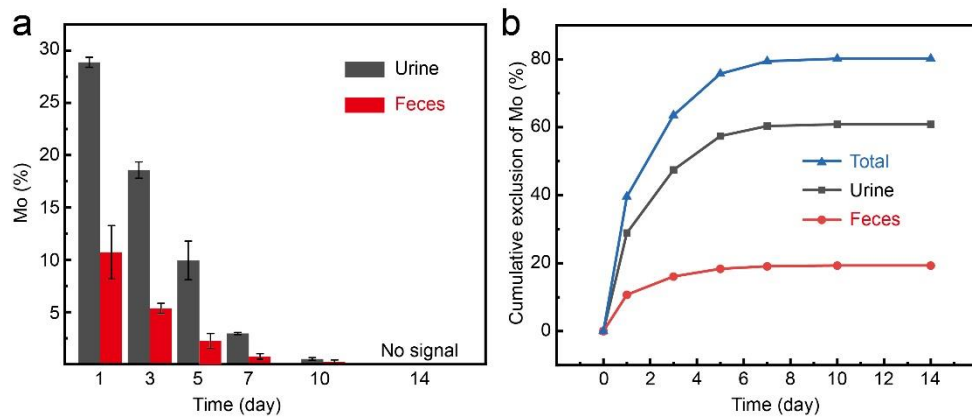 a
Mo (%)
30
25
20
15
10
5
Urine
Feces
No signal
1 3 5 7 10 14
Time (day)
b
Cumulative exclusion of Mo (%)
80
60
40
20
0
Total
Urine
Feces
0 2 4 6 8 10 12 14
Time (day)